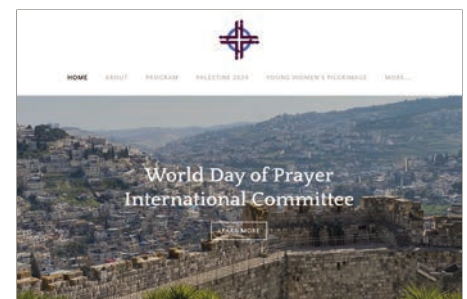 HOME ABOUT PROGRAM PALESTINE 2024 YOUNG WOMEN'S PILGRIMAGE MORE...
World Day of Prayer
International Committee
LEARN MORE